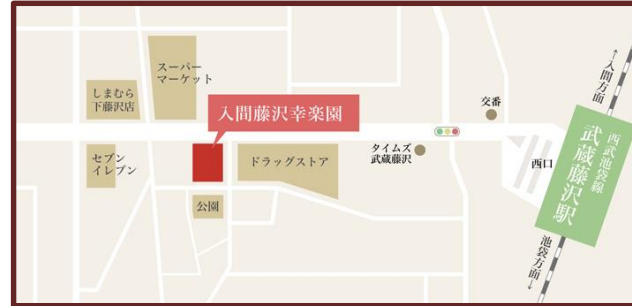 スーパー
マーケット
しまむら
下藤沢店
入間藤沢幸楽園
交番
←入間方面
西武池袋線
武蔵藤沢駅
西口
タイムズ
武蔵藤沢
セブン
イレブン
ドラッグストア
公園
池袋方面→